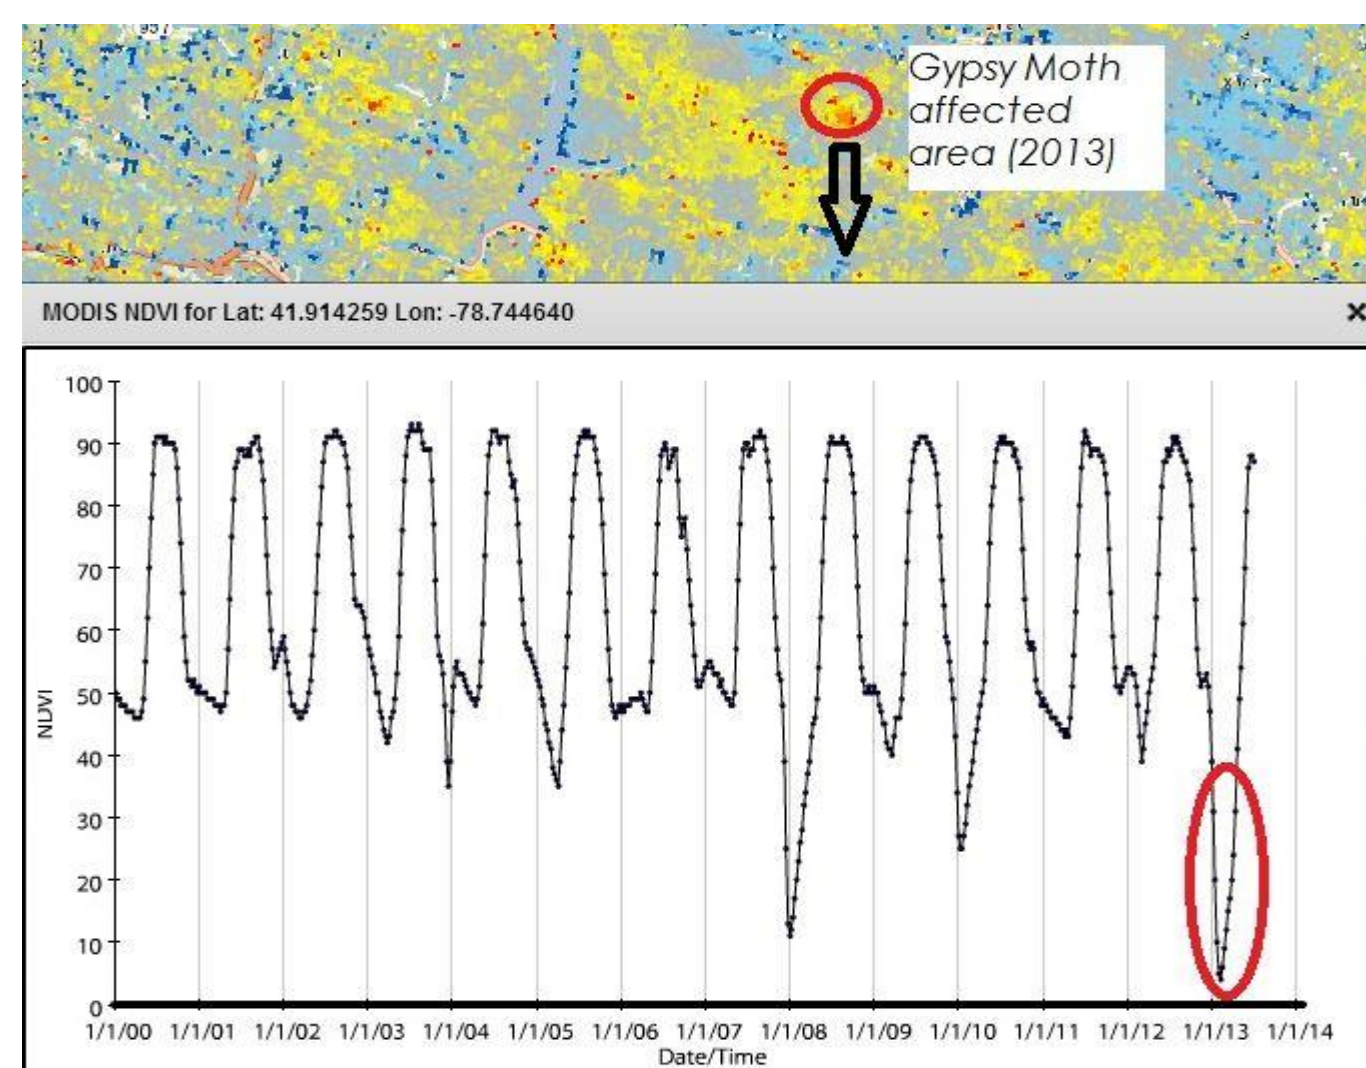 Gypsy Moth
affected
area (2013)
MODIS NDVI for Lat: 41.914259 Lon: -78.744640
100
90
80
70
60
50
40
30
20
10
0
NDVI
1/1/00 1/1/01 1/1/02 1/1/03 1/1/04 1/1/05 1/1/06 1/1/07 1/1/08 1/1/09 1/1/10 1/1/11 1/1/12 1/1/13 1/1/14
Date/Time